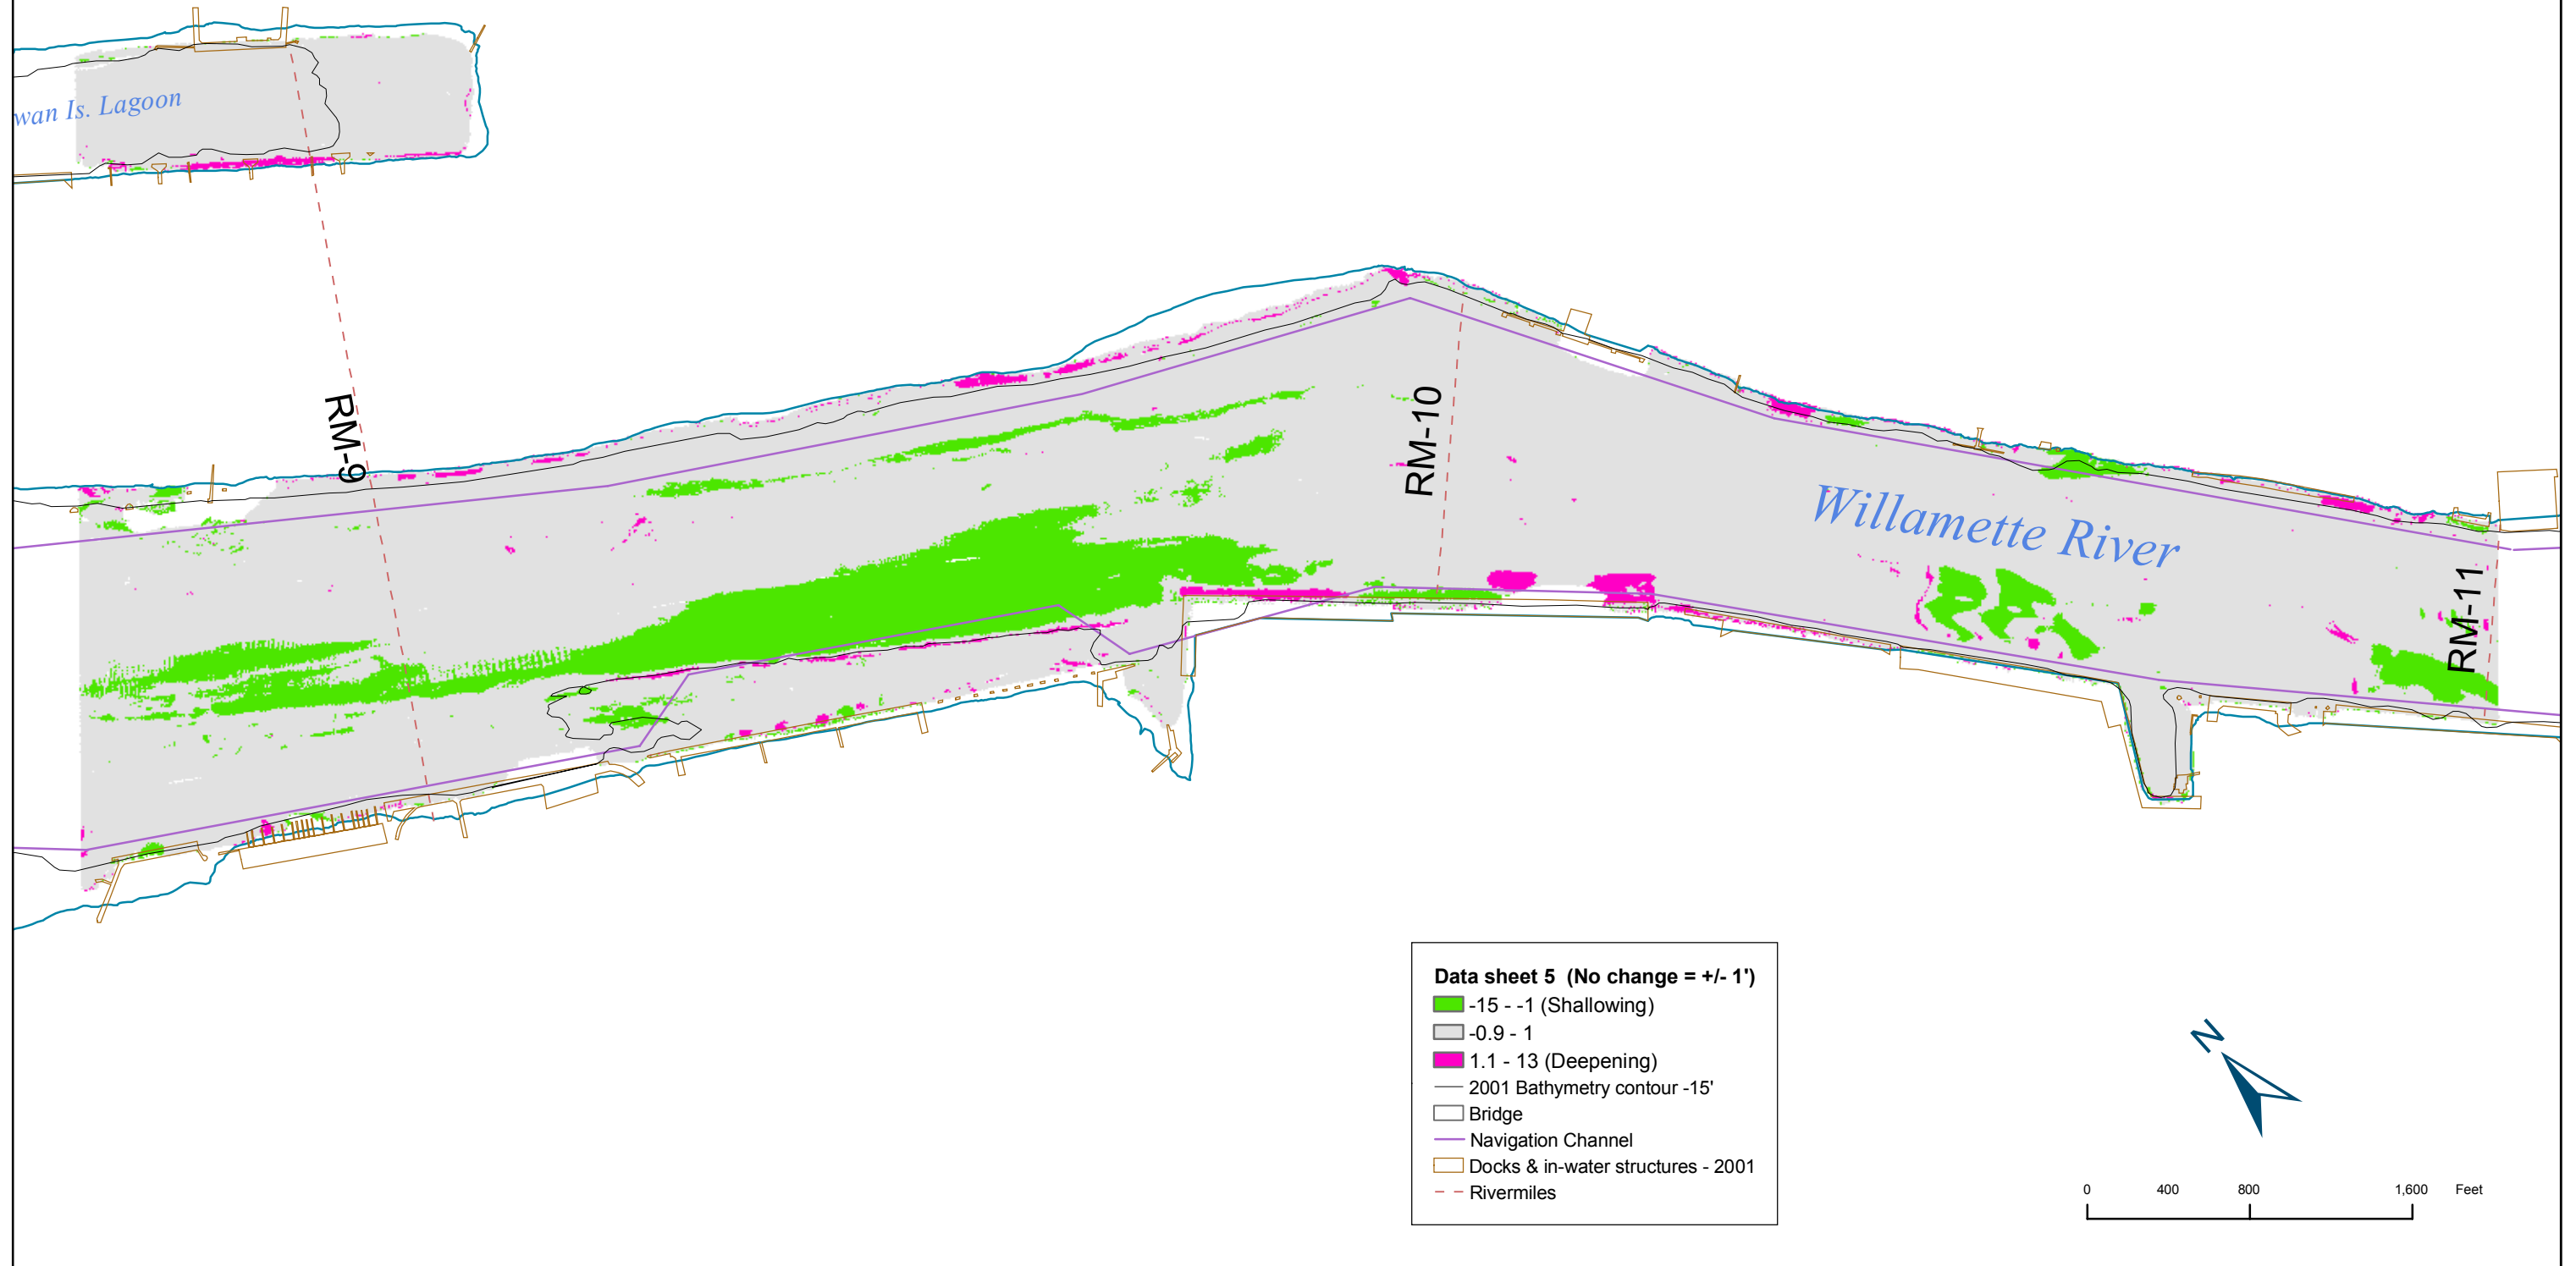 wan Is. Lagoon
RM-9
RM-10
Willamette River
RM-11
Data sheet 5 (No change = +/- 1')
-15 - -1 (Shallowing)
-0.9 - 1
1.1 - 13 (Deepening)
2001 Bathymetry contour -15'
Bridge
Navigation Channel
Docks & in-water structures - 2001
Rivermiles
N
0 400 800 1,600 Feet